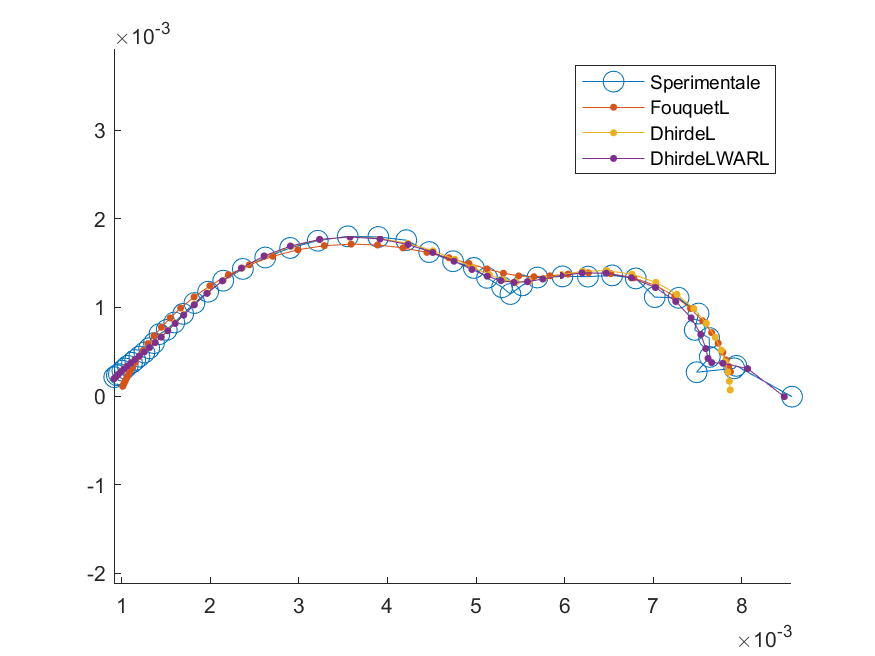 ×10-3
Sperimentale
FouquetL
DhirdeL
DhirdeLWARL
3
2
1
0
-1
-2
1 2 3 4 5 6 7 8
×10-3